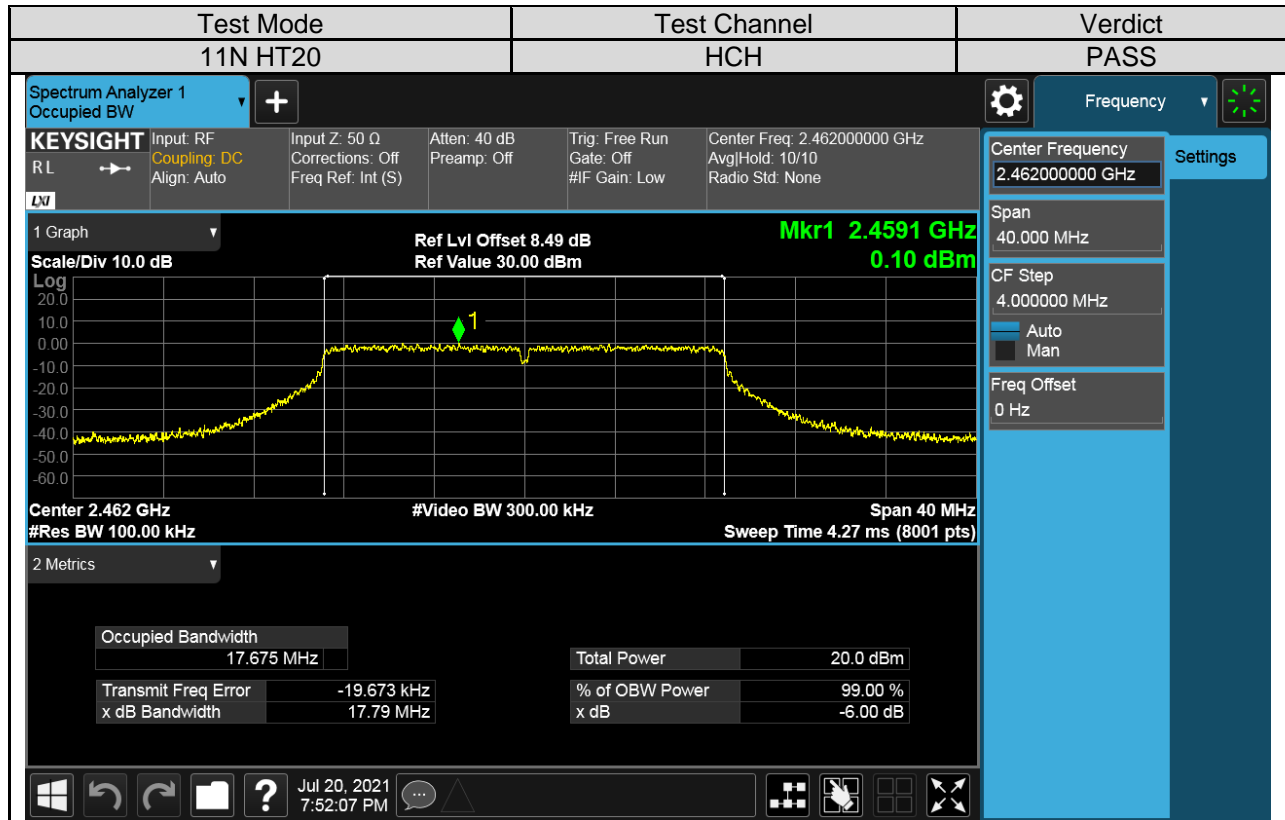 Test Mode Test Channel Verdict
11N HT20 HCH PASS
Spectrum Analyzer 1
Occupied BW
+
Frequency
KEYSIGHT Input: RF Input Z: 50 Ω Atten: 40 dB Trig: Free Run Center Freq: 2.462000000 GHz
RL Coupling: DC Corrections: Off Preamp: Off Gate: Off Avg|Hold: 10/10
Align: Auto Freq Ref: Int (S) #IF Gain: Low Radio Std: None
LXI
Center Frequency
2.462000000 GHz
Settings
Span
40.000 MHz
CF Step
4.000000 MHz
Auto
Man
Freq Offset
0 Hz
1 Graph Ref Lvl Offset 8.49 dB Mkr1 2.4591 GHz
Scale/Div 10.0 dB Ref Value 30.00 dBm 0.10 dBm
Log
20.0
10.0
0.00
-10.0
-20.0
-30.0
-40.0
-50.0
-60.0
1
Center 2.462 GHz #Video BW 300.00 kHz Span 40 MHz
#Res BW 100.00 kHz Sweep Time 4.27 ms (8001 pts)
2 Metrics
Occupied Bandwidth
17.675 MHz Total Power 20.0 dBm
Transmit Freq Error -19.673 kHz % of OBW Power 99.00 %
x dB Bandwidth 17.79 MHz x dB -6.00 dB
? Jul 20, 2021
7:52:07 PM